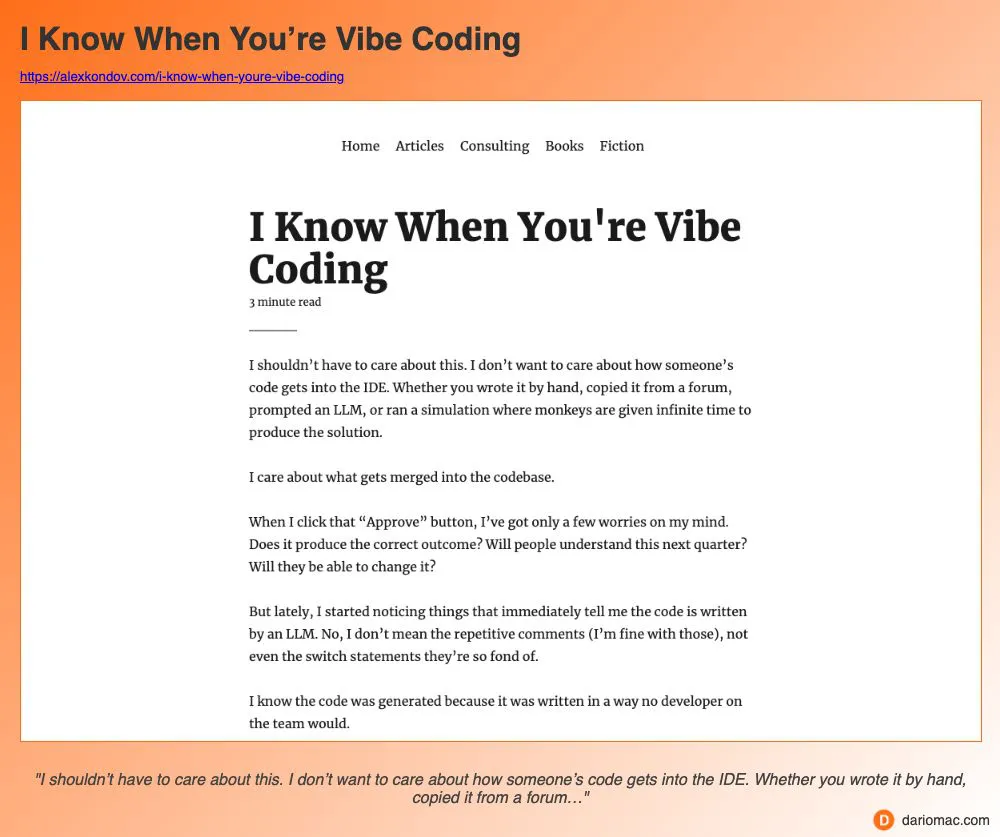 I Know When You’re Vibe Coding
https://alexkondov.com/i-know-when-youre-vibe-coding
Home Articles Consulting Books Fiction
I Know When You're Vibe
Coding
3 minute read
I shouldn’t have to care about this. I don’t want to care about how someone’s
code gets into the IDE. Whether you wrote it by hand, copied it from a forum,
prompted an LLM, or ran a simulation where monkeys are given infinite time to
produce the solution.
I care about what gets merged into the codebase.
When I click that “Approve” button, I’ve got only a few worries on my mind.
Does it produce the correct outcome? Will people understand this next quarter?
Will they be able to change it?
But lately, I started noticing things that immediately tell me the code is written
by an LLM. No, I don’t mean the repetitive comments (I’m fine with those), not
even the switch statements they’re so fond of.
I know the code was generated because it was written in a way no developer on
the team would.
"I shouldn’t have to care about this. I don’t want to care about how someone’s code gets into the IDE. Whether you wrote it by hand,
copied it from a forum…"
D dariomac.com